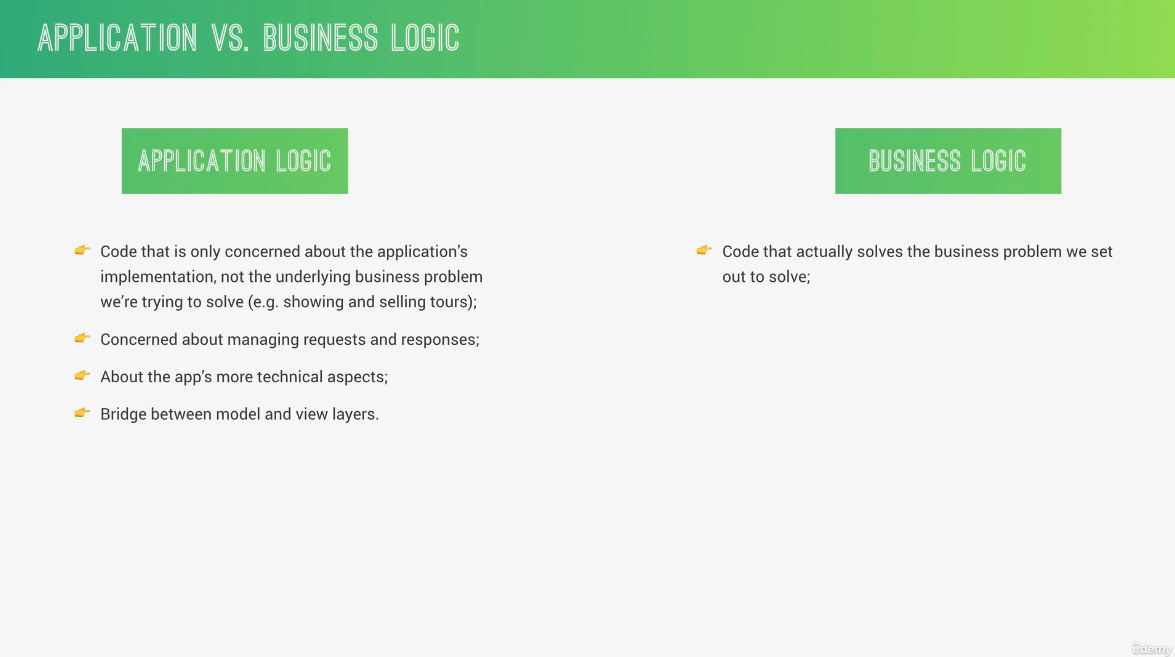 APPLICATION VS. BUSINESS LOGIC
APPLICATION LOGIC
Code that is only concerned about the application’s
implementation, not the underlying business problem
we’re trying to solve (e.g. showing and selling tours);
Concerned about managing requests and responses;
About the app’s more technical aspects;
Bridge between model and view layers.
BUSINESS LOGIC
Code that actually solves the business problem we set
out to solve;
ûdemy